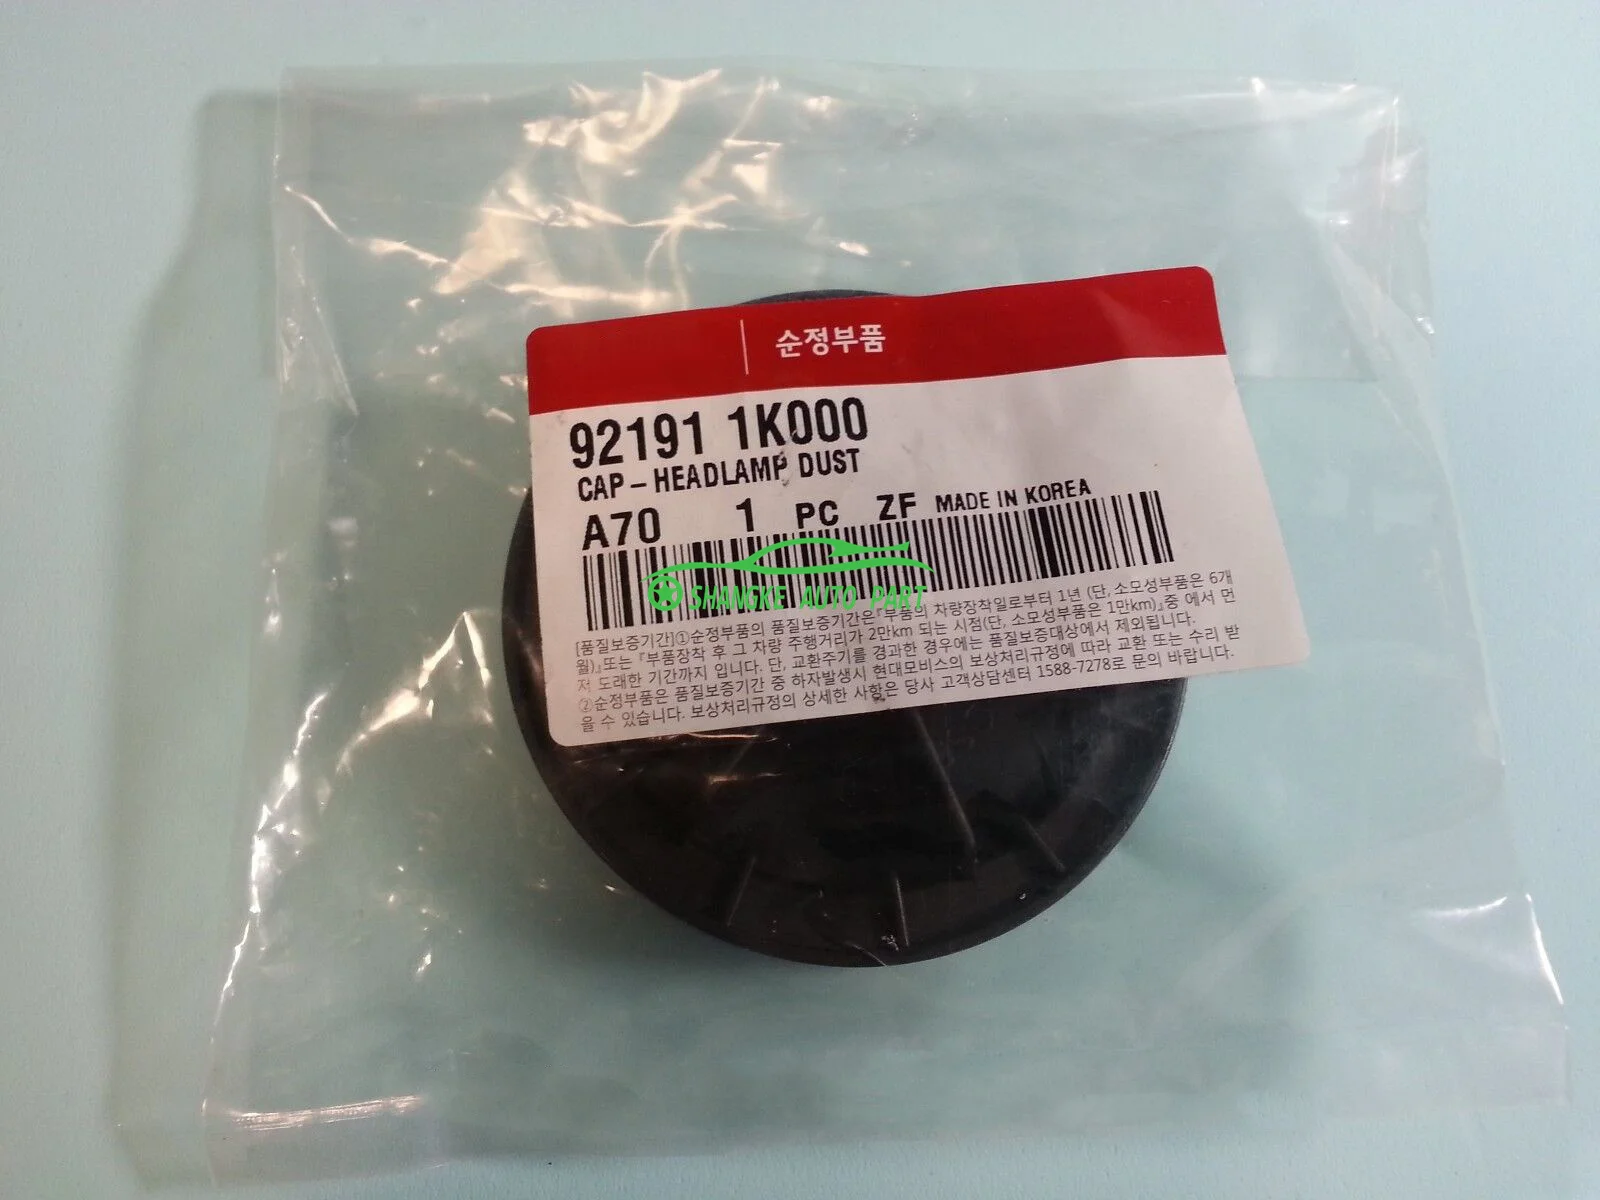 순정부품
92191 1K000
CAP – HEADLAMP DUST
A70 1 PC ZF MADE IN KOREA
SHANGKE AUTO PART
[품질보증기간]①순정부품의 품질보증기간은『부품의 차량장착일로부터 1년 (단, 소모성부품은 6개
월)』또는 『부품장착 후 그 차량 주행거리가 2만km 되는 시점(단, 소모성부품은 1만km)』중 에서 먼
저 도래한 기간까지 입니다. 단, 교환주기를 경과한 경우에는 품질보증대상에서 제외됩니다.
②순정부품은 품질보증기간 중 하자발생시 현대모비스의 보상처리규정에 따라 교환 또는 수리 받
을 수 있습니다. 보상처리규정의 상세한 사항은 당사 고객상담센터 1588-7278로 문의 바랍니다.